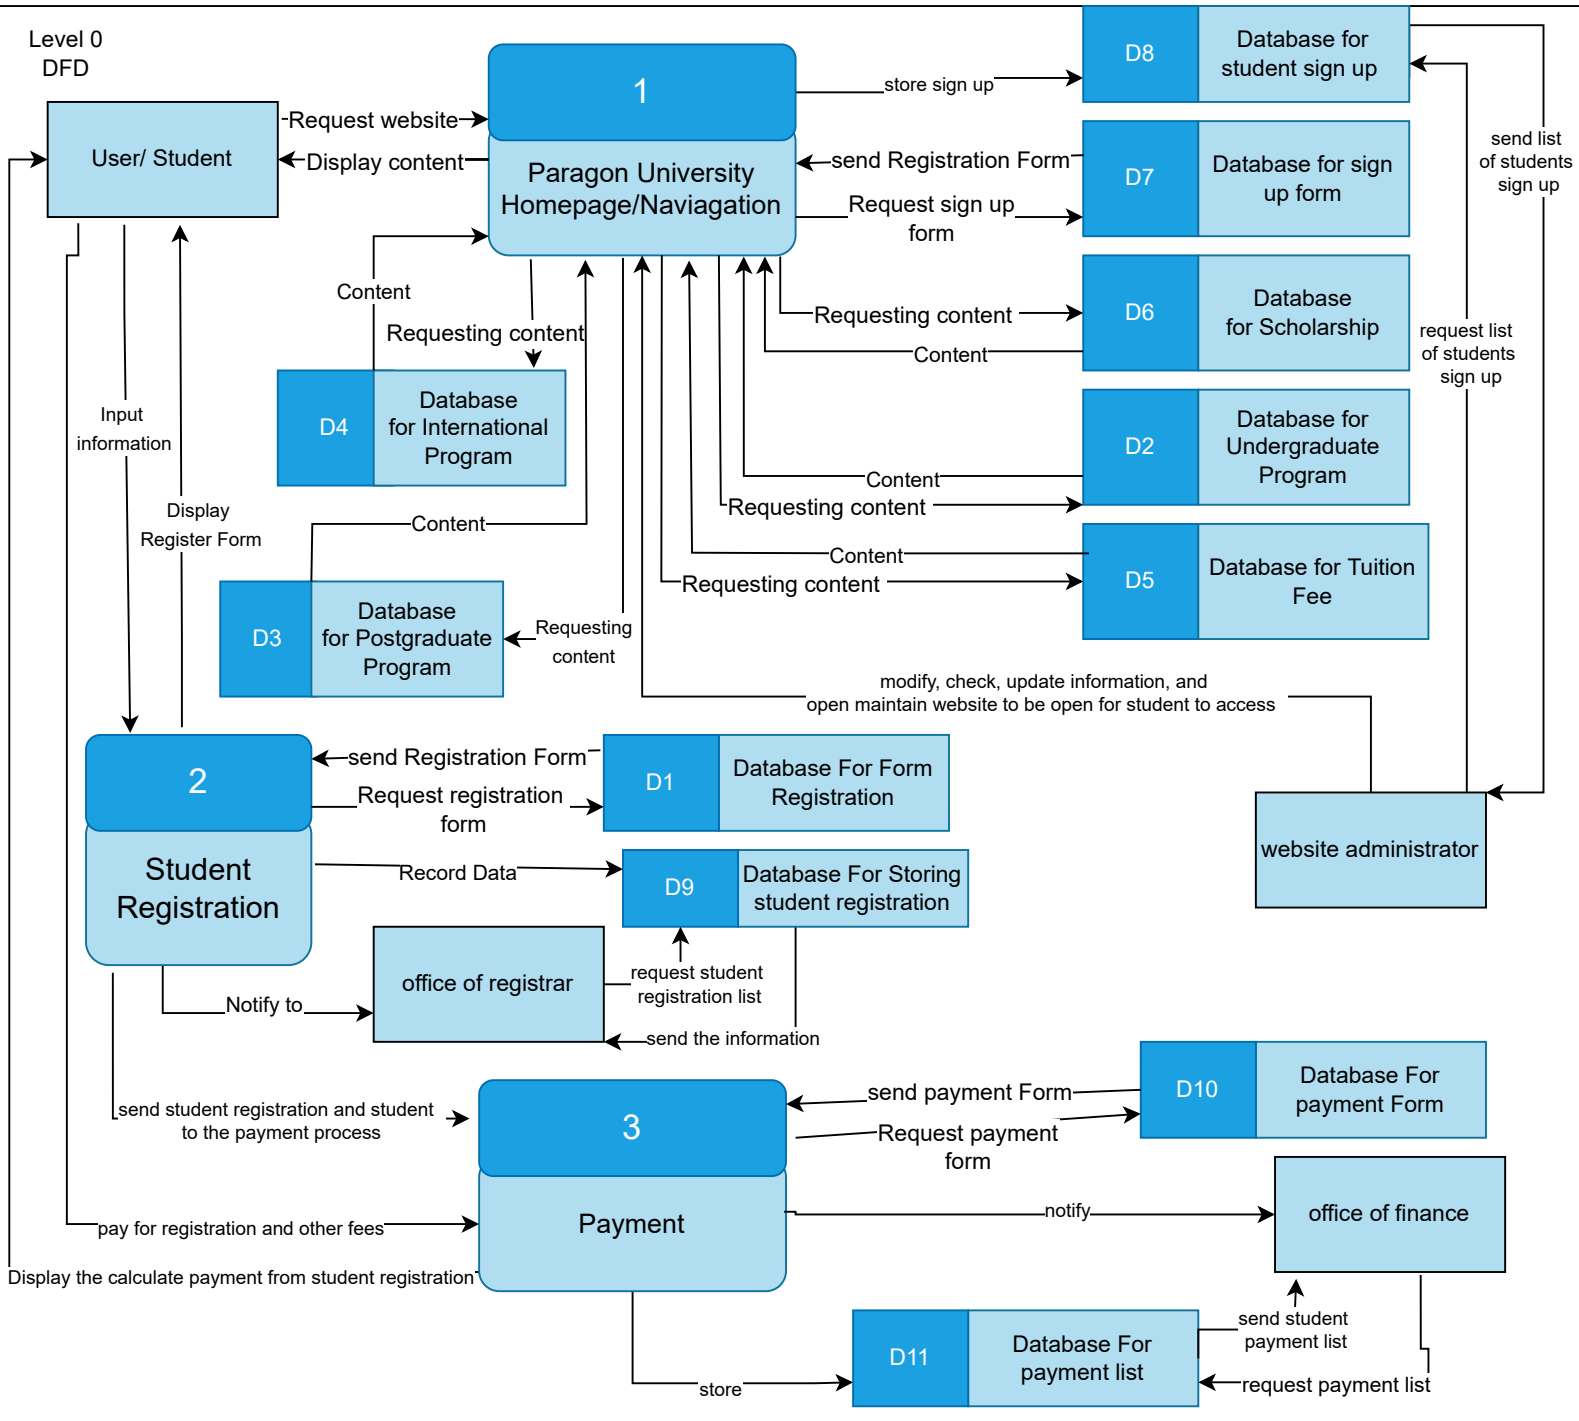 Level 0
DFD
User/ Student
Request website
Display content
1
Paragon University
Homepage/Naviagation
store sign up
D8
Database for
student sign up
send Registration Form
Request sign up
form
D7
Database for sign
up form
send list
of students
sign up
Content
Requesting content
Requesting content
Content
D6
Database
for Scholarship
request list
of students
sign up
D4
Database
for International
Program
Input
information
Display
Register Form
Content
Content
Requesting content
D2
Database for
Undergraduate
Program
Content
Requesting content
D5
Database for Tuition
Fee
D3
Database
for Postgraduate
Program
Requesting
content
modify, check, update information, and
open maintain website to be open for student to access
2
Student
Registration
send Registration Form
Request registration
form
D1
Database For Form
Registration
website administrator
Record Data
D9
Database For Storing
student registration
Notify to
office of registrar
request student
registration list
send the information
send student registration and student
to the payment process
3
Payment
send payment Form
Request payment
form
D10
Database For
payment Form
pay for registration and other fees
notify
office of finance
Display the calculate payment from student registration
store
D11
Database For
payment list
send student
payment list
request payment list